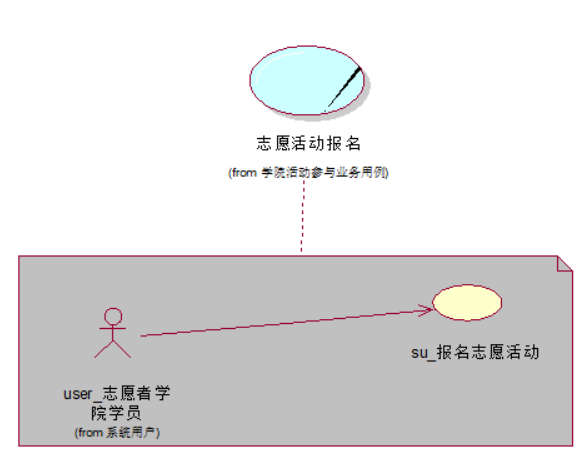 志愿活动报名
(from 学院活动参与业务用例)
su_报名志愿活动
user_志愿者学
院学员
(from 系统用户)